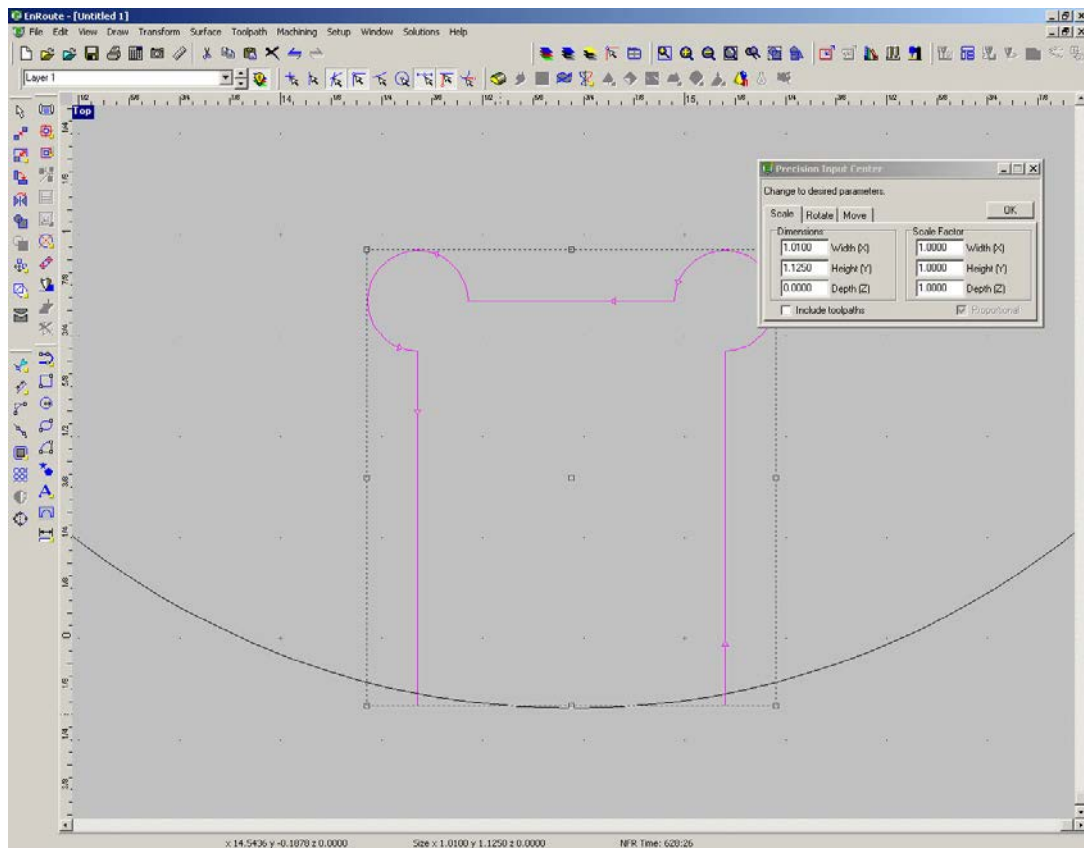 EnRoute - [Untitled 1]
File Edit View Draw Transform Surface Toolpath Machining Setup Window Solutions Help
Layer 1
Top
14
15
Precision Input Center
Change to desired parameters.
OK
Scale Rotate Move
Dimensions
1.0100 Width (X)
1.1250 Height (Y)
0.0000 Depth (Z)
Scale Factor
1.0000 Width (X)
1.0000 Height (Y)
1.0000 Depth (Z)
Include toolpaths
Proportional
x 14.5436 y -0.1878 z 0.0000 Size x 1.0100 y 1.1250 z 0.0000 NFR Time: 628:26